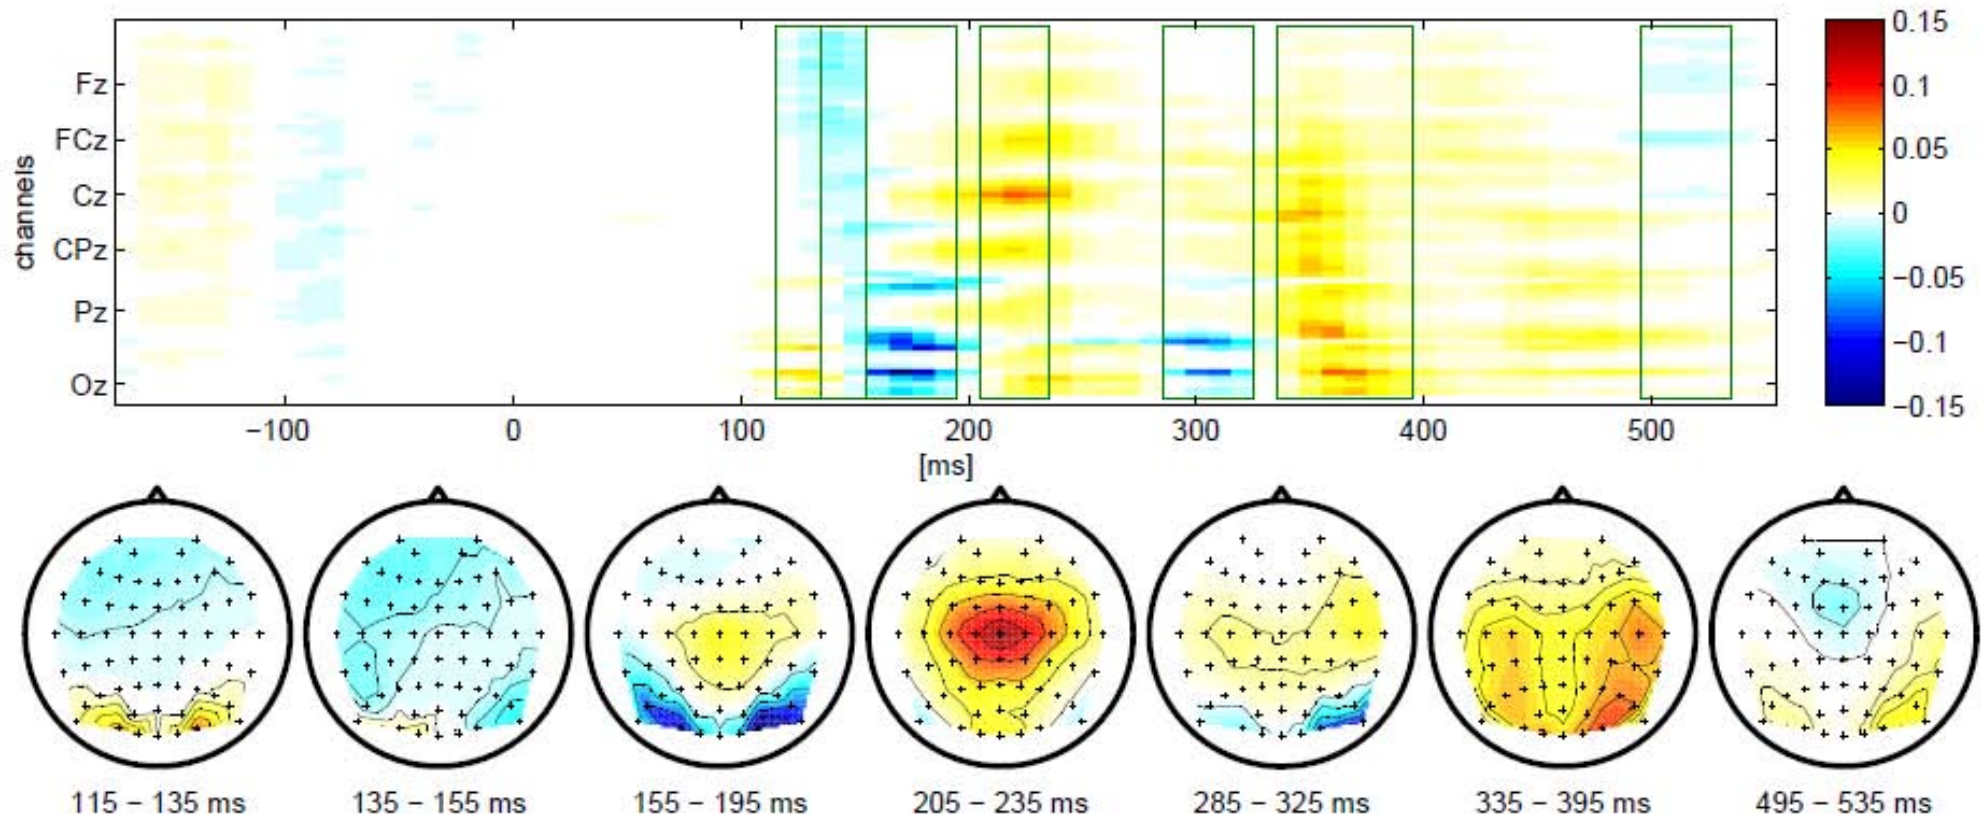 channels
Fz
FCz
Cz
CPz
Pz
Oz
−100 0 100 200 300 400 500
[ms]
0.15
0.1
0.05
0
−0.05
−0.1
−0.15
115 − 135 ms 135 − 155 ms 155 − 195 ms 205 − 235 ms 285 − 325 ms 335 − 395 ms 495 − 535 ms